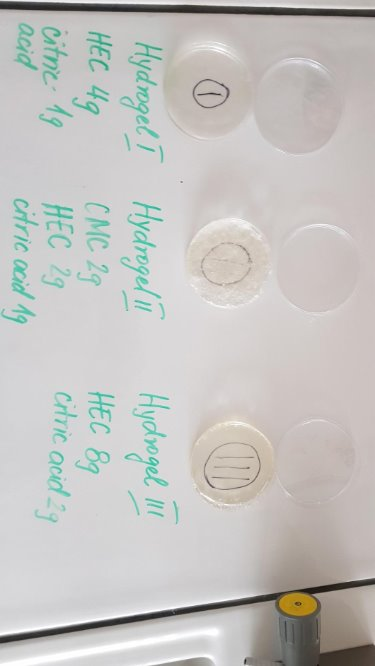 I
II
III
Hydrogel I
HEC 4g
citric 1g
acid
Hydrogel II
CMC 2g
HEC 2g
citric acid 1g
Hydrogel III
HEC 8g
citric acid 2g